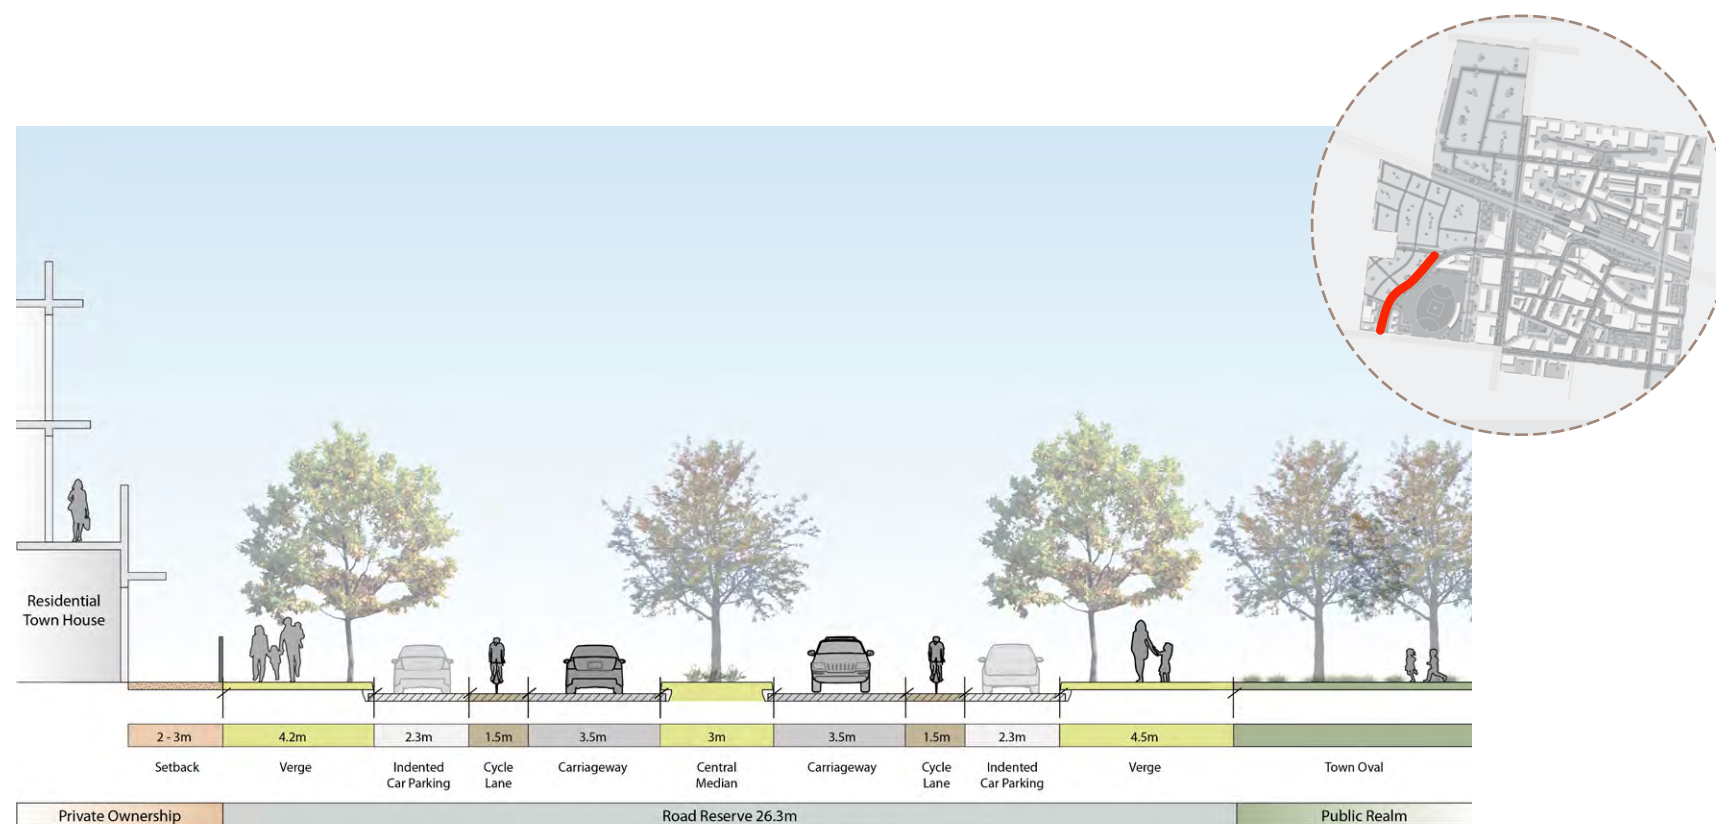 Residential
Town House
2 - 3m
4.2m
2.3m
1.5m
3.5m
3m
3.5m
1.5m
2.3m
4.5m
Setback
Verge
Indented
Car Parking
Cycle
Lane
Carriageway
Central
Median
Carriageway
Cycle
Lane
Indented
Car Parking
Verge
Town Oval
Private Ownership
Road Reserve 26.3m
Public Realm